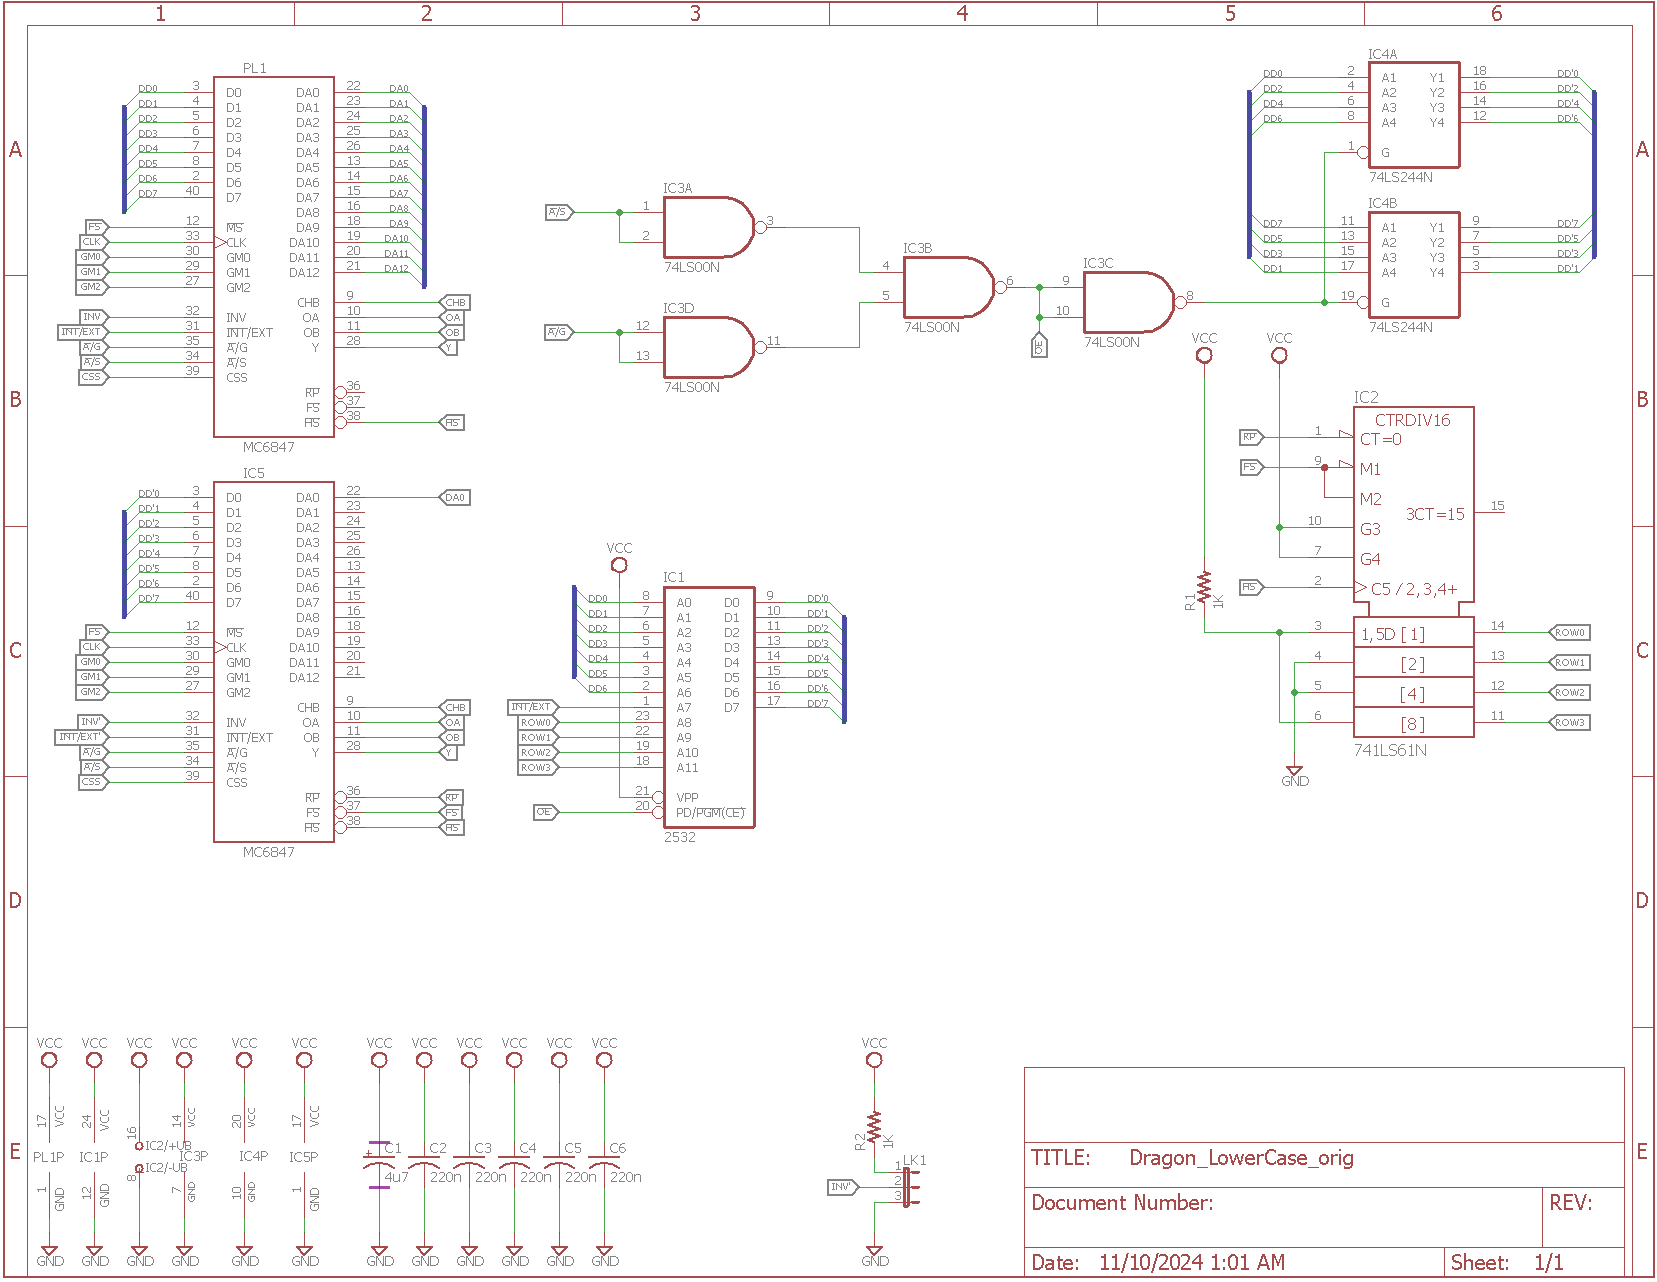 1 2 3 4 5 6
A B C D E
A B C D E
PL1
DD0 3 D0 DA0 22 DA0
DD1 4 D1 DA1 23 DA1
DD2 5 D2 DA2 24 DA2
DD3 6 D3 DA3 25 DA3
DD4 7 D4 DA4 26 DA4
DD5 8 D5 DA5 13 DA5
DD6 2 D6 DA6 14 DA6
DD7 40 D7 DA7 15 DA7
DA8 16 DA8
FS 12 MS DA9 18 DA9
CLK 33 CLK DA10 19 DA10
GM0 30 GM0 DA11 20 DA11
GM1 29 GM1 DA12 21 DA12
GM2 27 GM2
CHB 9 CHB
INV 32 INV OA 10 OA
INT/EXT 31 INT/EXT OB 11 OB
A/G 35 A/G Y 28 Y
A/S 34 A/S
CSS 39 CSS
RP 36
FS 37
HS 38 HS
MC6847
IC5
DD'0 3 D0 DA0 22 DA0
DD'1 4 D1 DA1 23
DD'2 5 D2 DA2 24
DD'3 6 D3 DA3 25
DD'4 7 D4 DA4 26
DD'5 8 D5 DA5 13
DD'6 2 D6 DA6 14
DD'7 40 D7 DA7 15
DA8 16
FS 12 MS DA9 18
CLK 33 CLK DA10 19
GM0 30 GM0 DA11 20
GM1 29 GM1 DA12 21
GM2 27 GM2
CHB 9 CHB
INV' 32 INV OA 10 OA
INT/EXT' 31 INT/EXT OB 11 OB
A/G 35 A/G Y 28 Y
A/S 34 A/S
CSS 39 CSS
RP 36 RP
FS 37 FS
HS 38 HS
MC6847
IC3A
A/S 1 2 3
74LS00N
IC3D
A/G 12 13 11
74LS00N
IC3B
4 5 6
74LS00N
OE
IC3C
9 10 8
74LS00N
IC4A
DD0 2 A1 Y1 18 DD'0
DD2 4 A2 Y2 16 DD'2
DD4 6 A3 Y3 14 DD'4
DD6 8 A4 Y4 12 DD'6
1 G
74LS244N
IC4B
DD7 11 A1 Y1 9 DD'7
DD5 13 A2 Y2 7 DD'5
DD3 15 A3 Y3 5 DD'3
DD1 17 A4 Y4 3 DD'1
19 G
74LS244N
VCC
IC1
DD0 8 A0 D0 9 DD'0
DD1 7 A1 D1 10 DD'1
DD2 6 A2 D2 11 DD'2
DD3 5 A3 D3 13 DD'3
DD4 4 A4 D4 14 DD'4
DD5 3 A5 D5 15 DD'5
DD6 2 A6 D6 16 DD'6
INT/EXT 1 A7 D7 17 DD'7
ROW0 23 A8
ROW1 22 A9
ROW2 19 A10
ROW3 18 A11
21 VPP
OE 20 PD/PGM(CE)
2532
VCC VCC
R1 1K
IC2
CTRDIV16
RP 1 CT=0
FS 9 M1
M2
3CT=15 15
10 G3
7 G4
HS 2 C5/2,3,4+
3 1,5D [1] 14 ROW0
4 [2] 13 ROW1
5 [4] 12 ROW2
6 [8] 11 ROW3
741LS61N
GND
VCC VCC VCC VCC VCC VCC VCC VCC VCC VCC VCC VCC
17 VCC PL1P 1 GND
24 VCC IC1P 12 GND
16 IC2/+UB IC2/-UB 8
14 VCC IC3P 7 GND
20 VCC IC4P 10 GND
17 VCC IC5P 1 GND
+ C1 4u7
C2 220n
C3 220n
C4 220n
C5 220n
C6 220n
GND GND GND GND GND GND GND GND GND GND GND GND
VCC
R2 1K
LK1
INV' 1 2 3
GND
TITLE: Dragon_LowerCase_orig
Document Number:
REV:
Date: 11/10/2024 1:01 AM
Sheet: 1/1